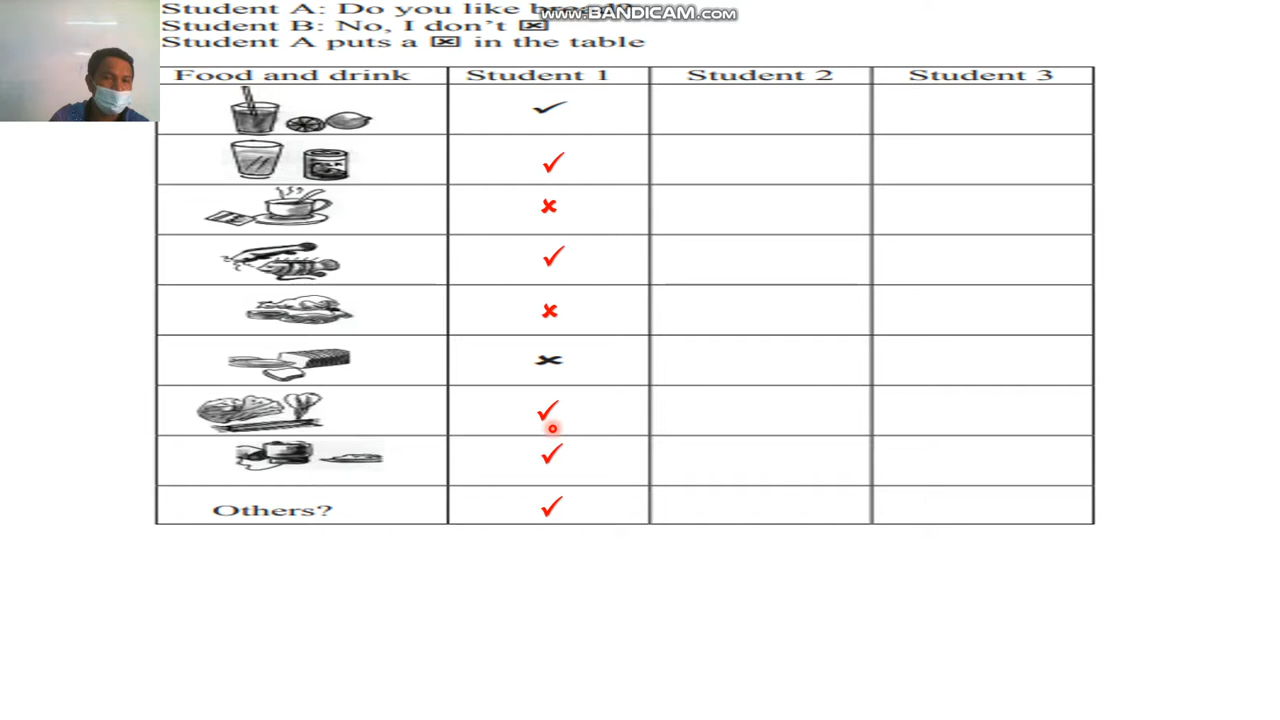 Student A: Do you like
www.BANDICAM.com
Student B: No, I don't ☒
Student A puts a ☒ in the table
Food and drink Student 1 Student 2 Student 3
Others?